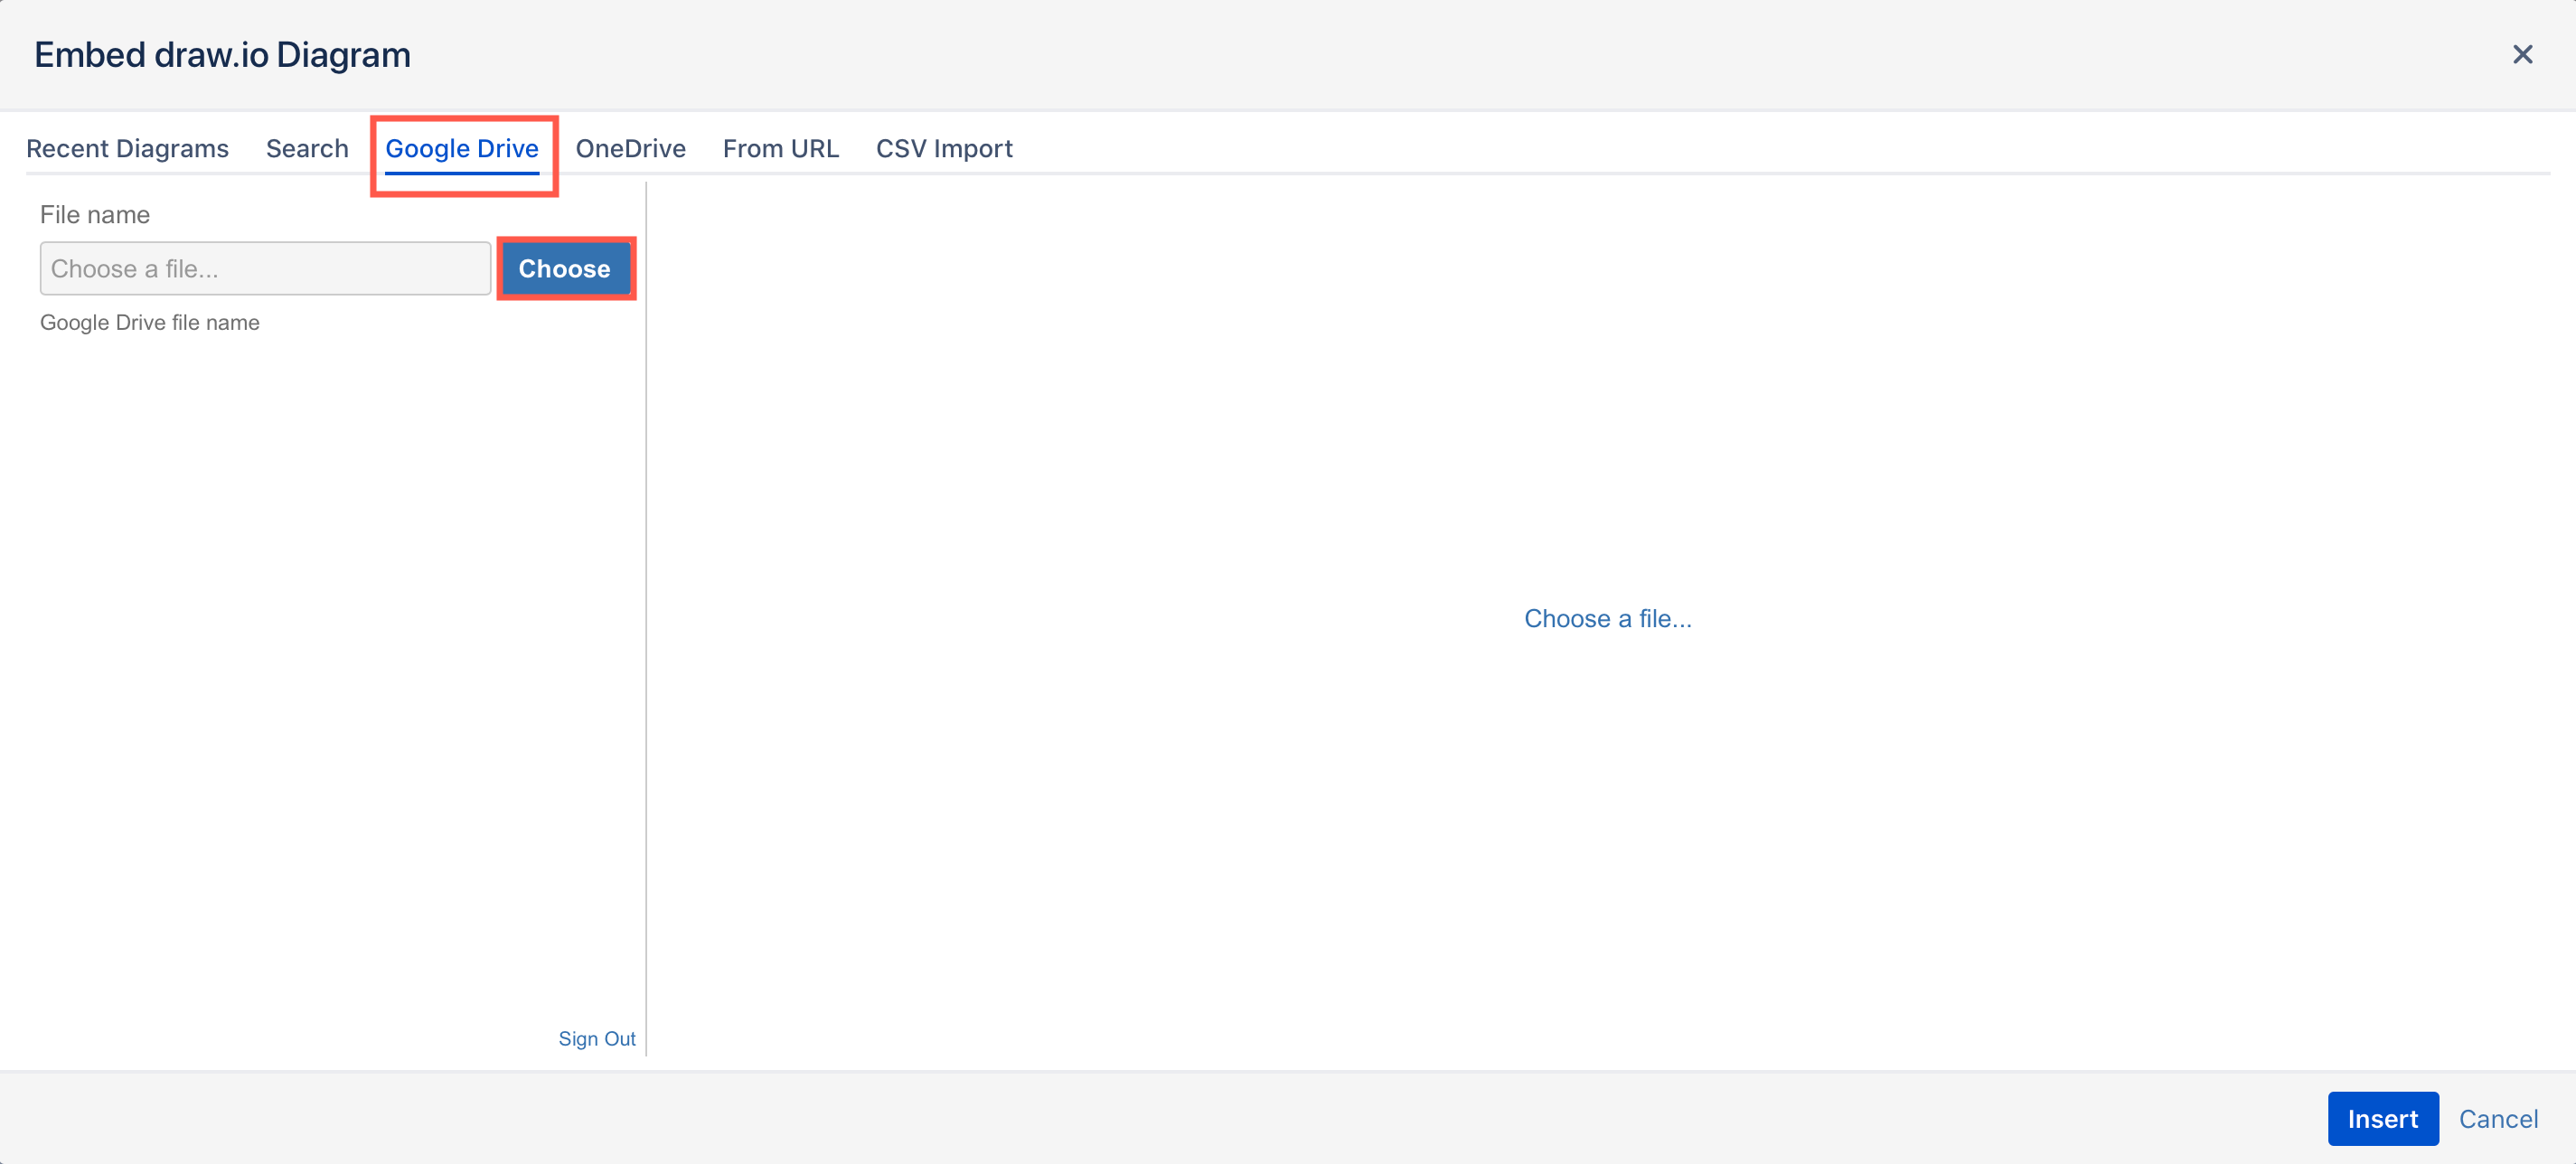 Embed draw.io Diagram
Recent Diagrams Search Google Drive OneDrive From URL CSV Import
File name
Choose a file... Choose
Google Drive file name
Choose a file...
Sign Out
Insert Cancel